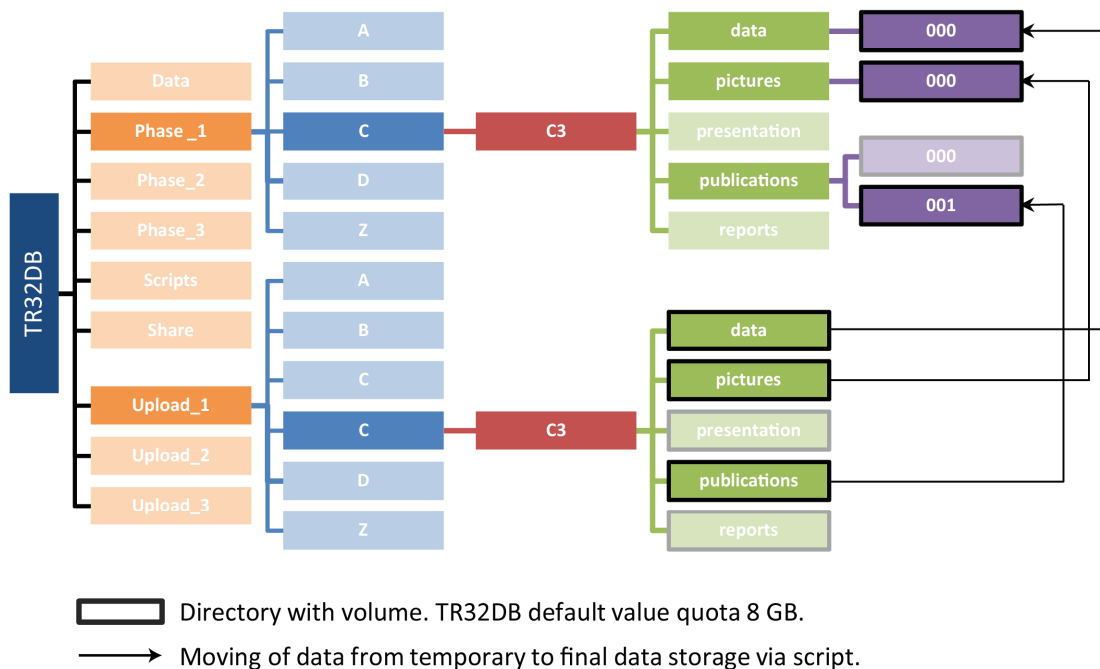 TR32DB
Data
Phase _1
Phase_2
Phase_3
Scripts
Share
Upload_1
Upload_2
Upload_3
A
B
C
D
Z
A
B
C
C
D
Z
C3
C3
data
pictures
presentation
publications
reports
data
pictures
presentation
publications
reports
000
000
000
001
Directory with volume. TR32DB default value quota 8 GB.
Moving of data from temporary to final data storage via script.